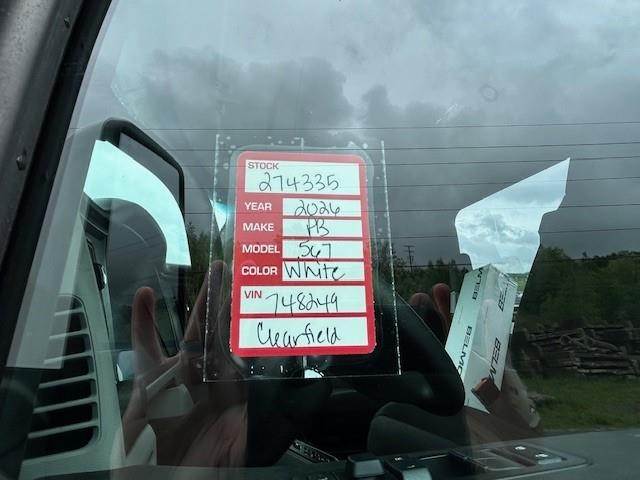 STOCK 274335
YEAR 2026
MAKE PB
MODEL 567
COLOR White
VIN 748249
Clearfield